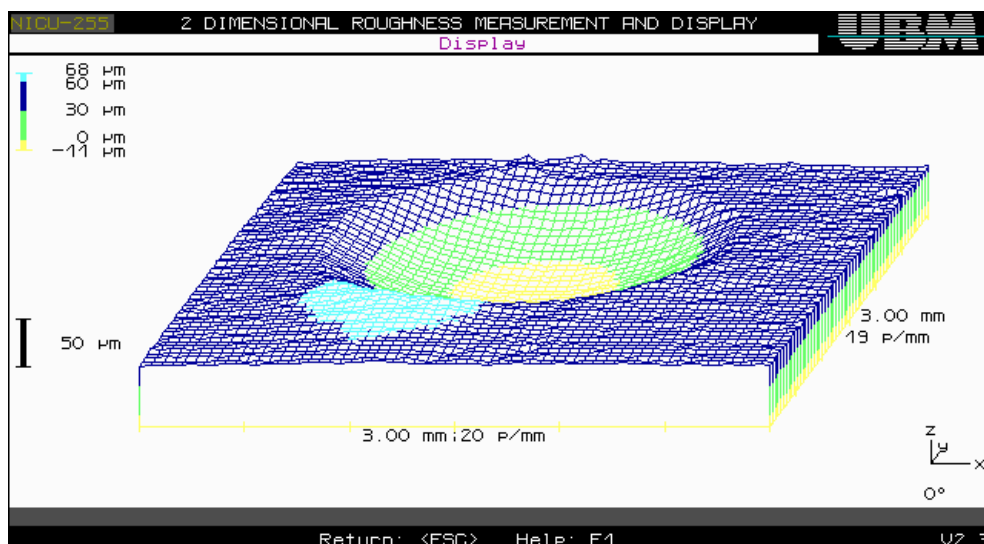 NICU-255 2 DIMENSIONAL ROUGHNESS MEASUREMENT AND DISPLAY UBM
Display
68 µm
60 µm
30 µm
0 µm
-11 µm
3.00 mm
19 p/mm
50 µm
3.00 mm;20 p/mm
z
y
x
0°
Return: <ESC> Help: F1